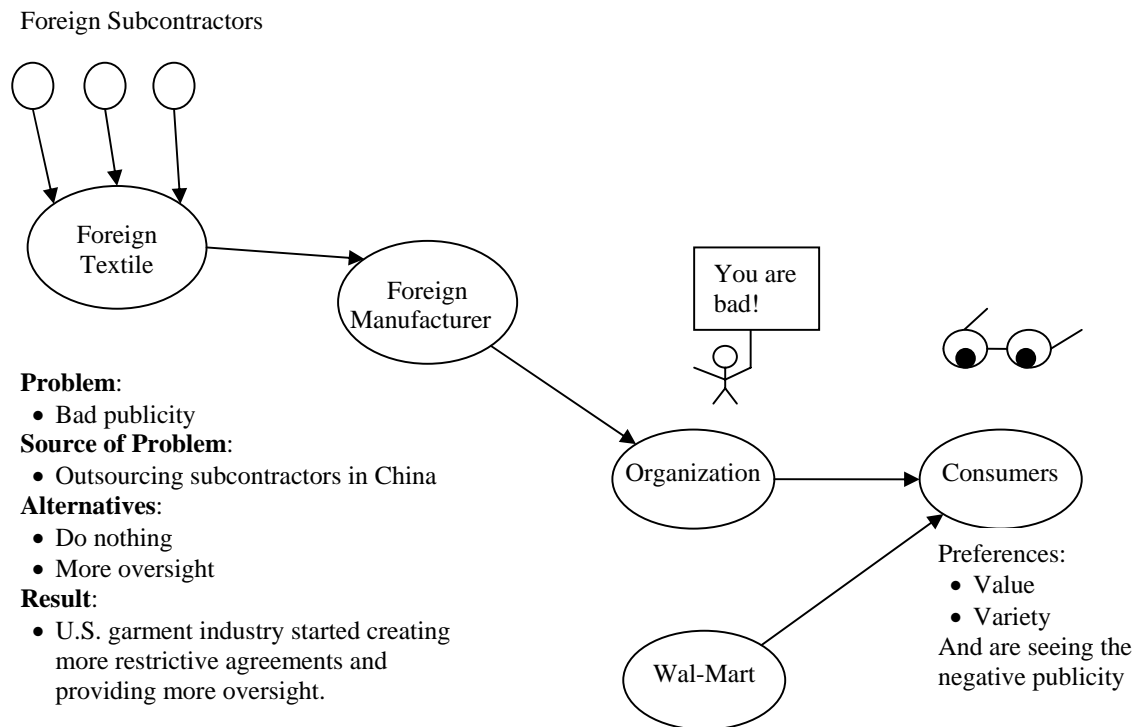 Foreign Subcontractors
Foreign
Textile
Foreign
Manufacturer
You are
bad!
Problem:
• Bad publicity
Source of Problem:
• Outsourcing subcontractors in China
Alternatives:
• Do nothing
• More oversight
Result:
• U.S. garment industry started creating
more restrictive agreements and
providing more oversight.
Organization
Consumers
Preferences:
• Value
• Variety
And are seeing the
negative publicity
Wal-Mart